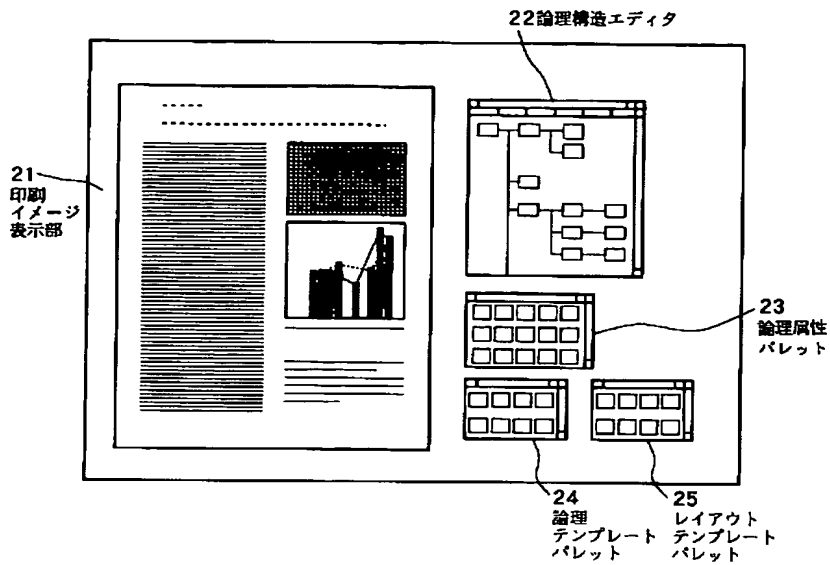 22論理構造エディタ
21
印刷
イメージ
表示部
23
論理属性
パレット
24
論理
テンプレート
パレット
25
レイアウト
テンプレート
パレット